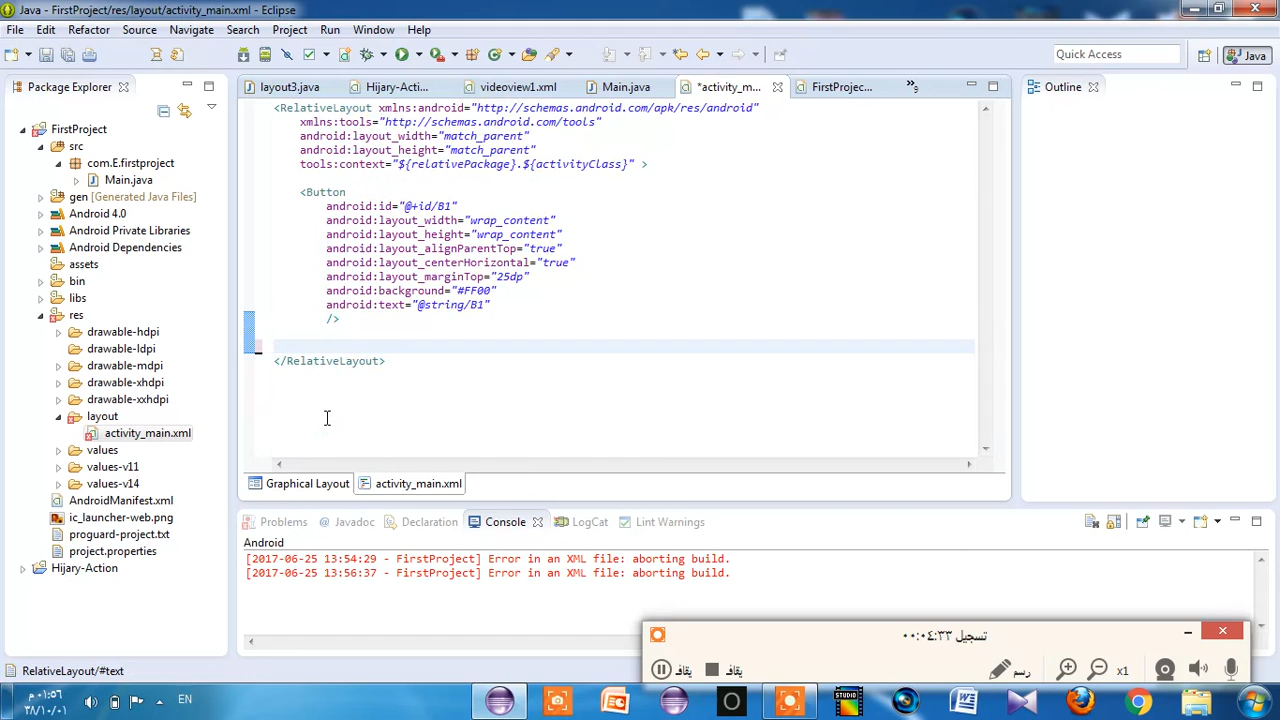 Java - FirstProject/res/layout/activity_main.xml - Eclipse
File Edit Refactor Source Navigate Search Project Run Window Help
Quick Access
Java
Package Explorer
FirstProject
src
com.E.firstproject
Main.java
gen [Generated Java Files]
Android 4.0
Android Private Libraries
Android Dependencies
assets
bin
libs
res
drawable-hdpi
drawable-ldpi
drawable-mdpi
drawable-xhdpi
drawable-xxhdpi
layout
activity_main.xml
values
values-v11
values-v14
AndroidManifest.xml
ic_launcher-web.png
proguard-project.txt
project.properties
Hijary-Action
layout3.java Hijary-Acti... videoview1.xml Main.java *activity_m... FirstProjec... »9
<RelativeLayout xmlns:android="http://schemas.android.com/apk/res/android"
xmlns:tools="http://schemas.android.com/tools"
android:layout_width="match_parent"
android:layout_height="match_parent"
tools:context="${relativePackage}.${activityClass}" >
<Button
android:id="@+id/B1"
android:layout_width="wrap_content"
android:layout_height="wrap_content"
android:layout_alignParentTop="true"
android:layout_centerHorizontal="true"
android:layout_marginTop="25dp"
android:background="#FF00"
android:text="@string/B1"
/>
</RelativeLayout>
Graphical Layout activity_main.xml
Outline
Problems Javadoc Declaration Console LogCat Lint Warnings
Android
[2017-06-25 13:54:29 - FirstProject] Error in an XML file: aborting build.
[2017-06-25 13:56:37 - FirstProject] Error in an XML file: aborting build.
تسجيل ٠٠:٠٤:٣٣
يقاف يقاف رسم x1
RelativeLayout/#text
٠١:٥٦ م
٣٨/١٠/٠١
EN